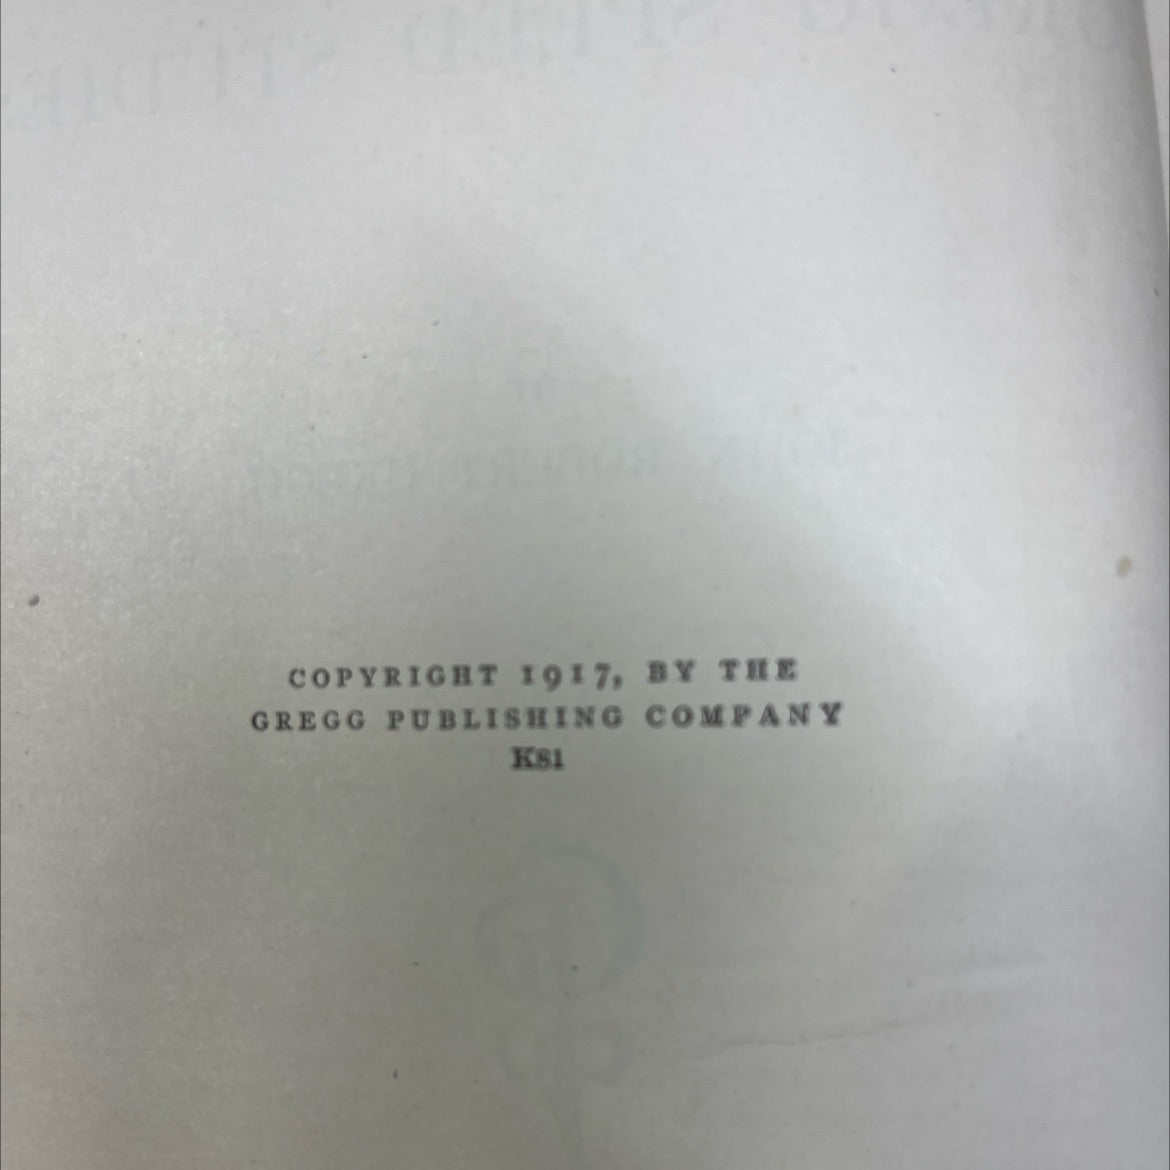 COPYRIGHT 1917, BY THE
GREGG PUBLISHING COMPANY
K81